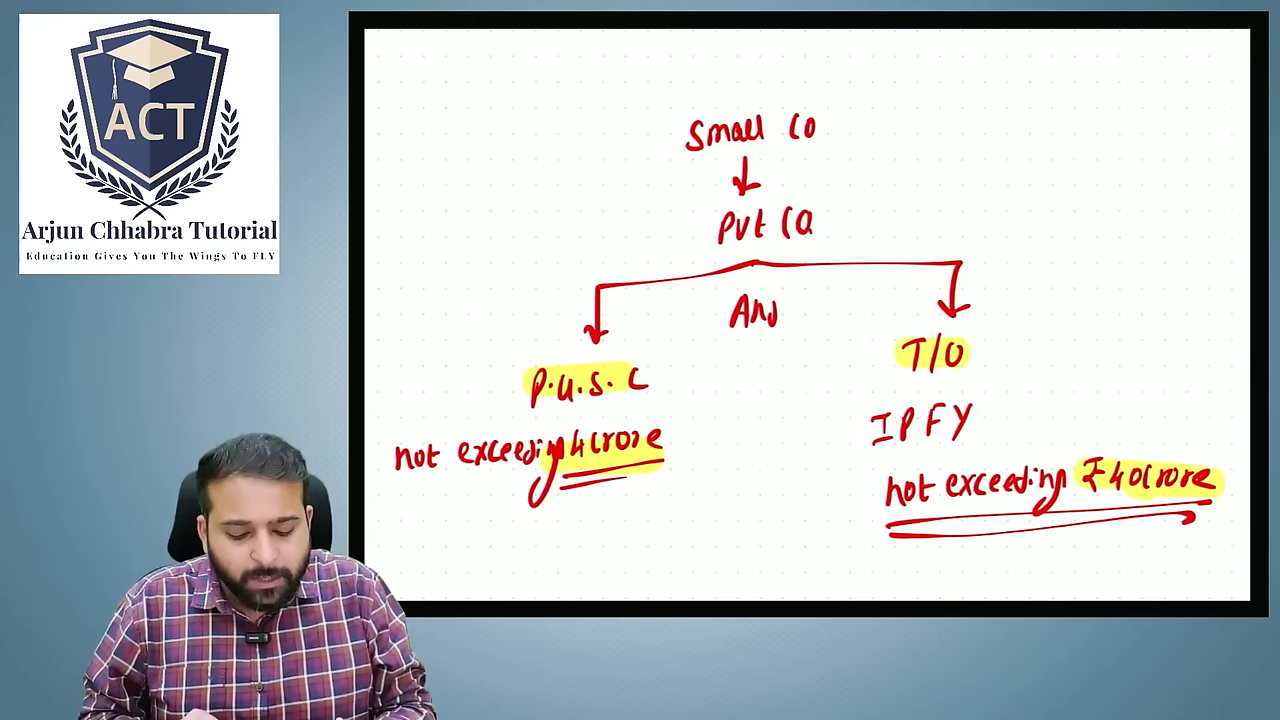 ACT
Arjun Chhabra Tutorial
Education Gives You The Wings To FLY
Small Co
Pvt Co
And
P.U.S.C
not exceeding 4 crore
T/O
IPFY
not exceeding ₹40 crore